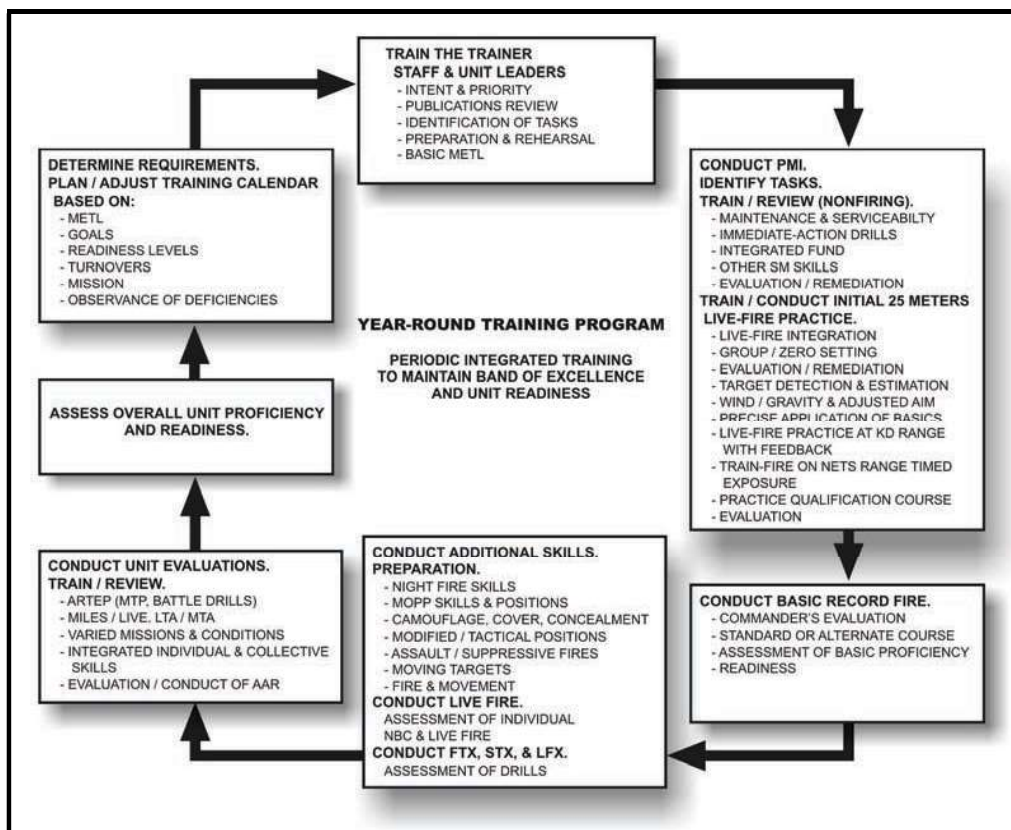 TRAIN THE TRAINER
STAFF & UNIT LEADERS
- INTENT & PRIORITY
- PUBLICATIONS REVIEW
- IDENTIFICATION OF TASKS
- PREPARATION & REHEARSAL
- BASIC METL
DETERMINE REQUIREMENTS.
PLAN / ADJUST TRAINING CALENDAR
BASED ON:
- METL
- GOALS
- READINESS LEVELS
- TURNOVERS
- MISSION
- OBSERVANCE OF DEFICIENCIES
CONDUCT PMI.
IDENTIFY TASKS.
TRAIN / REVIEW (NONFIRING).
- MAINTENANCE & SERVICEABILTY
- IMMEDIATE-ACTION DRILLS
- INTEGRATED FUND
- OTHER SM SKILLS
- EVALUATION / REMEDIATION
TRAIN / CONDUCT INITIAL 25 METERS
LIVE-FIRE PRACTICE.
- LIVE-FIRE INTEGRATION
- GROUP / ZERO SETTING
- EVALUATION / REMEDIATION
- TARGET DETECTION & ESTIMATION
- WIND / GRAVITY & ADJUSTED AIM
- PRECISE APPLICATION OF BASICS
- LIVE-FIRE PRACTICE AT KD RANGE
WITH FEEDBACK
- TRAIN-FIRE ON NETS RANGE TIMED
EXPOSURE
- PRACTICE QUALIFICATION COURSE
- EVALUATION
YEAR-ROUND TRAINING PROGRAM
PERIODIC INTEGRATED TRAINING
TO MAINTAIN BAND OF EXCELLENCE
AND UNIT READINESS
ASSESS OVERALL UNIT PROFICIENCY
AND READINESS.
CONDUCT UNIT EVALUATIONS.
TRAIN / REVIEW.
- ARTEP (MTP, BATTLE DRILLS)
- MILES / LIVE, LTA / MTA
- VARIED MISSIONS & CONDITIONS
- INTEGRATED INDIVIDUAL & COLLECTIVE
SKILLS
- EVALUATION / CONDUCT OF AAR
CONDUCT ADDITIONAL SKILLS.
PREPARATION.
- NIGHT FIRE SKILLS
- MOPP SKILLS & POSITIONS
- CAMOUFLAGE, COVER, CONCEALMENT
- MODIFIED / TACTICAL POSITIONS
- ASSAULT / SUPPRESSIVE FIRES
- MOVING TARGETS
- FIRE & MOVEMENT
CONDUCT LIVE FIRE.
ASSESSMENT OF INDIVIDUAL
NBC & LIVE FIRE
CONDUCT FTX, STX, & LFX.
ASSESSMENT OF DRILLS
CONDUCT BASIC RECORD FIRE.
- COMMANDER'S EVALUATION
- STANDARD OR ALTERNATE COURSE
- ASSESSMENT OF BASIC PROFICIENCY
- READINESS